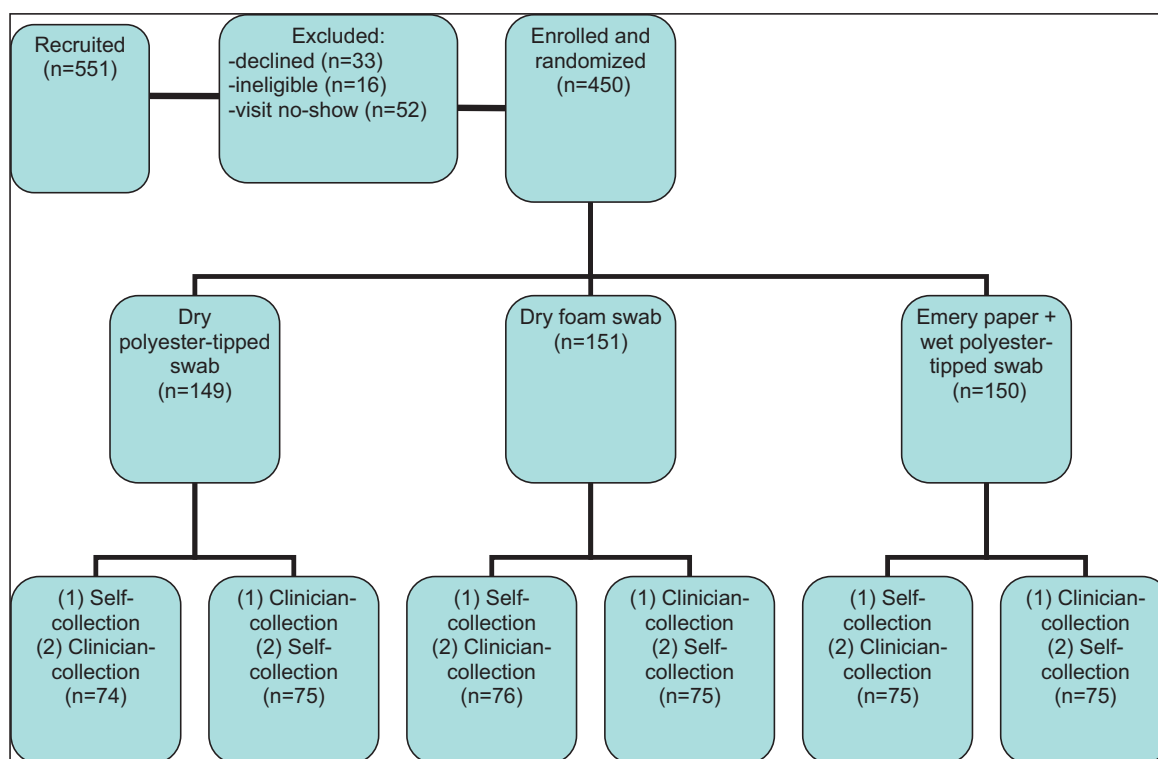 Recruited
(n=551)
Excluded:
-declined (n=33)
-ineligible (n=16)
-visit no-show (n=52)
Enrolled and
randomized
(n=450)
Dry
polyester-tipped
swab
(n=149)
Dry foam swab
(n=151)
Emery paper +
wet polyester-
tipped swab
(n=150)
(1) Self-
collection
(2) Clinician-
collection
(n=74)
(1) Clinician-
collection
(2) Self-
collection
(n=75)
(1) Self-
collection
(2) Clinician-
collection
(n=76)
(1) Clinician-
collection
(2) Self-
collection
(n=75)
(1) Self-
collection
(2) Clinician-
collection
(n=75)
(1) Clinician-
collection
(2) Self-
collection
(n=75)